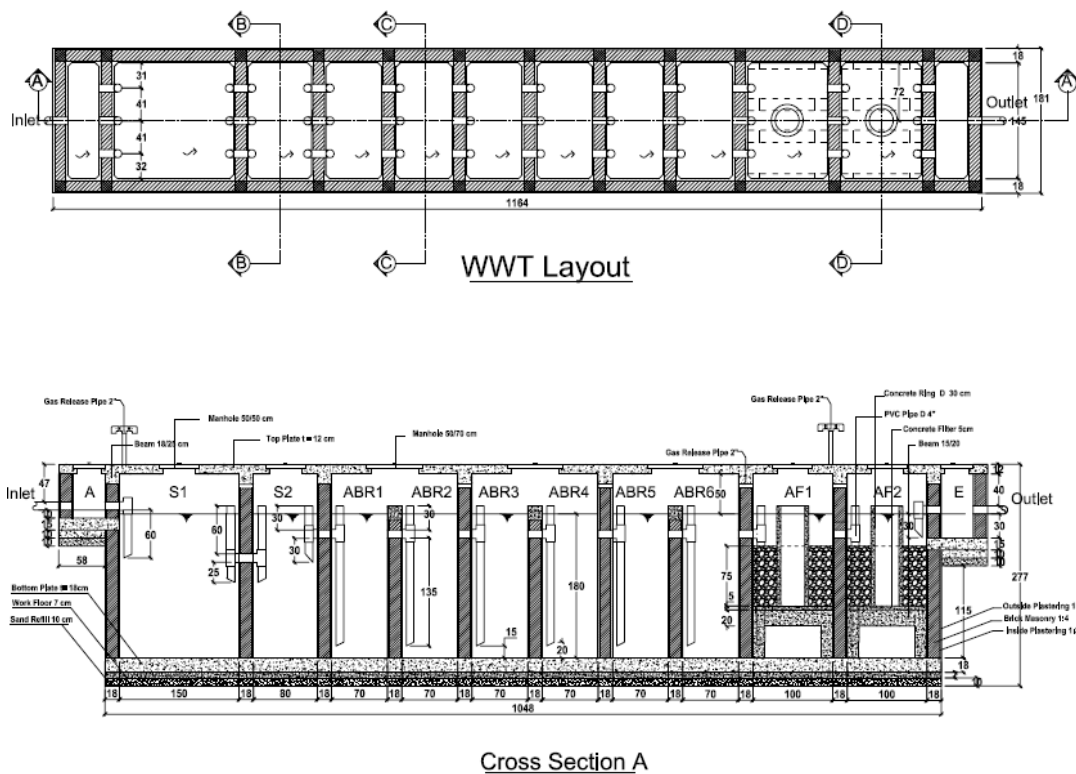 B
C
D
A
31
41
41
32
72
18
181
145
18
A
Inlet
Outlet
1164
B
C
D
WWT Layout
Gas Release Pipe 2"
Manhole 50/50 cm
Beam 18/25 cm
Top Plate t = 12 cm
Manhole 50/70 cm
Gas Release Pipe 2"
Gas Release Pipe 2"
Concrete Ring D 30 cm
PVC Pipe D 4"
Concrete Filter 5cm
Beam 15/20
47
Inlet
A
S1
S2
ABR1
ABR2
ABR3
ABR4
ABR5
ABR6
AF1
AF2
E
Outlet
12
40
30
50
60
60
25
30
30
30
135
180
15
20
75
5
20
30
58
115
277
18
Bottom Plate t = 18cm
Work Floor 7 cm
Sand Refill 10 cm
Outside Plastering 1
Brick Masonry 1:4
Inside Plastering 1
18
150
18
80
18
70
18
70
18
70
18
70
18
70
18
70
18
100
18
100
18
1048
Cross Section A